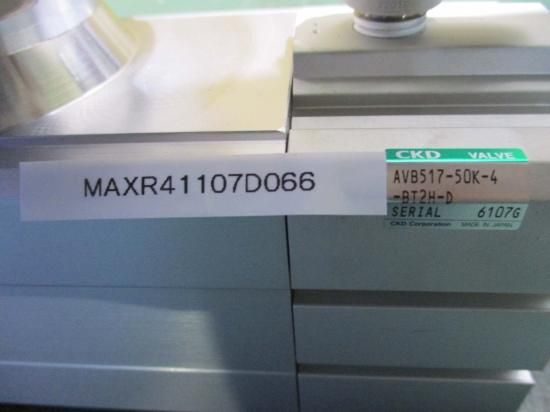 MAXR41107D066
CKD VALVE
AVB517-50K-4
-BT2H-D
SERIAL 6107G
CKD Corporation MADE IN JAPAN